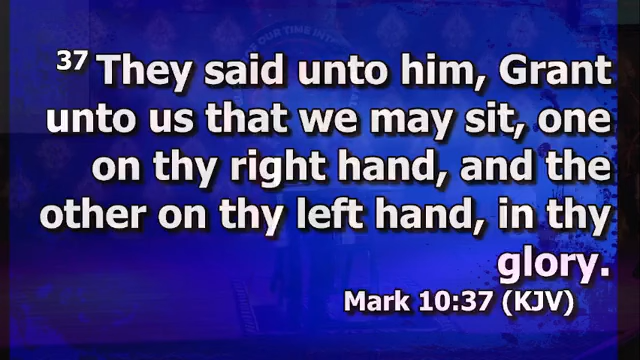 37 They said unto him, Grant
unto us that we may sit, one
on thy right hand, and the
other on thy left hand, in thy
glory.
Mark 10:37 (KJV)